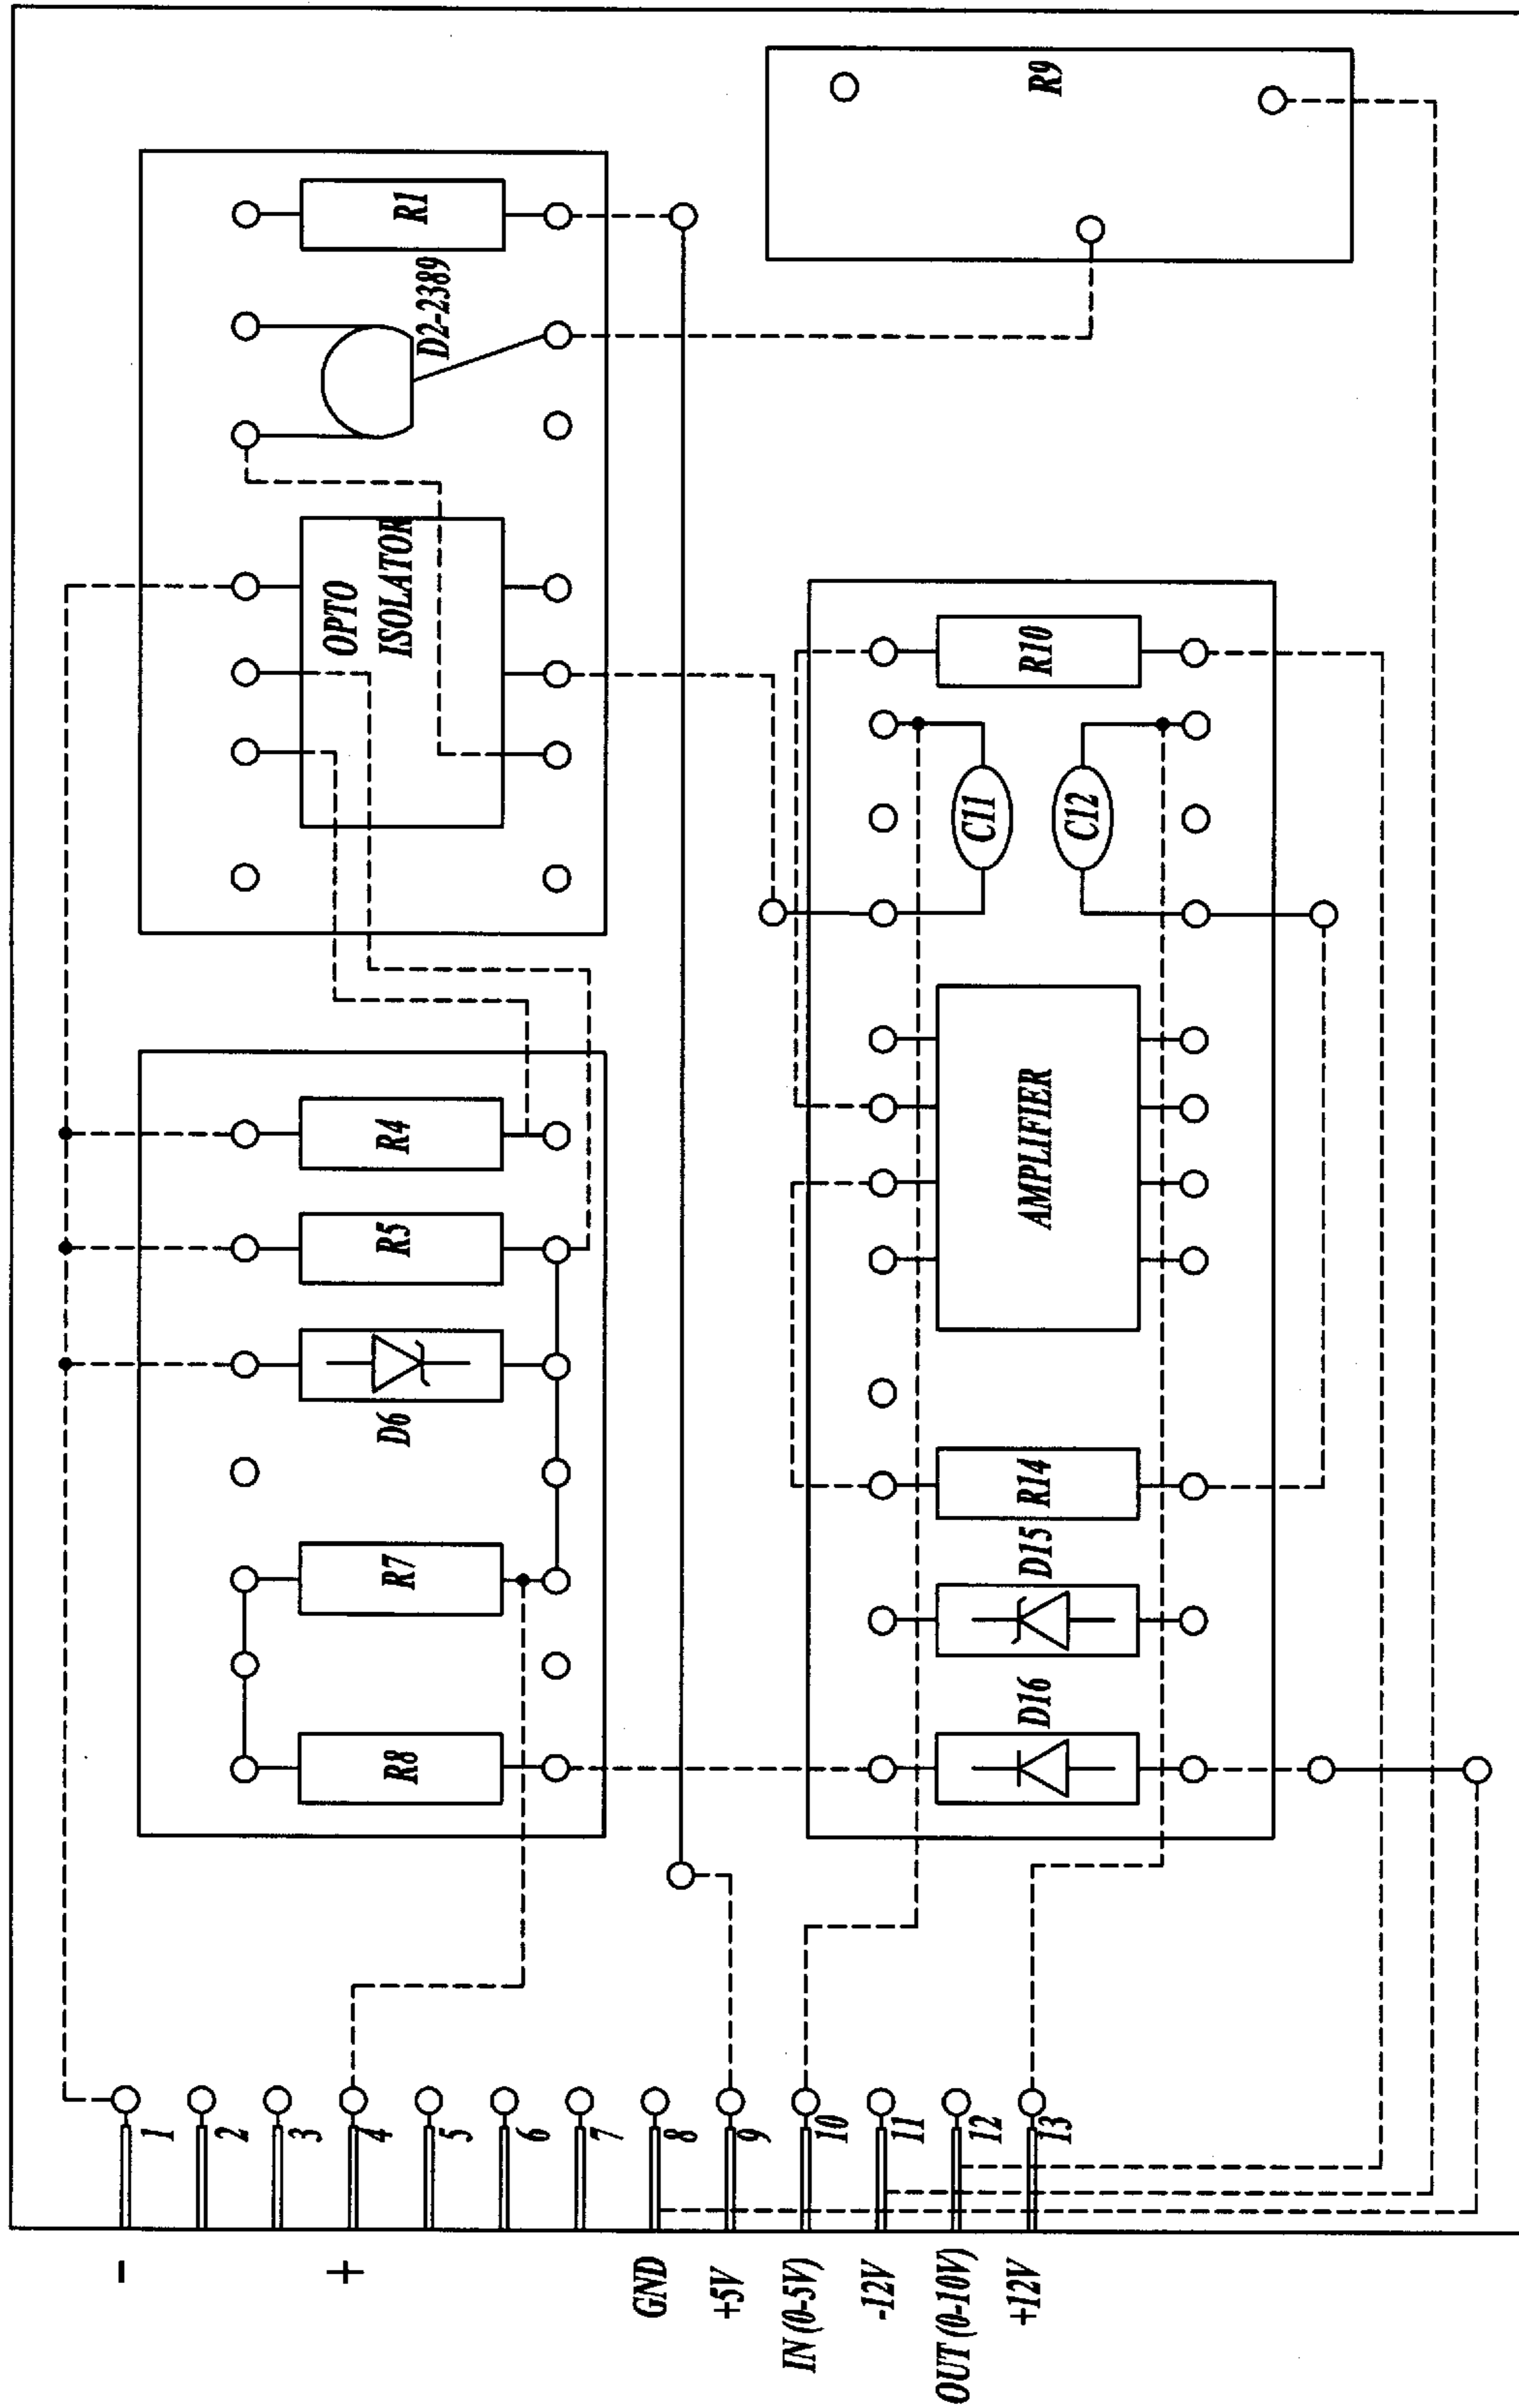 R1
D2-2389
OPTO
ISOLATOR
R9
R4
R5
D6
R7
R8
R10
C11
C12
AMPLIFIER
R14
D15
D16
1
2
3
4
5
6
7
8
9
10
11
12
13
-
+
GND
+5V
IN (0-5V)
-12V
OUT (0-10V)
+12V